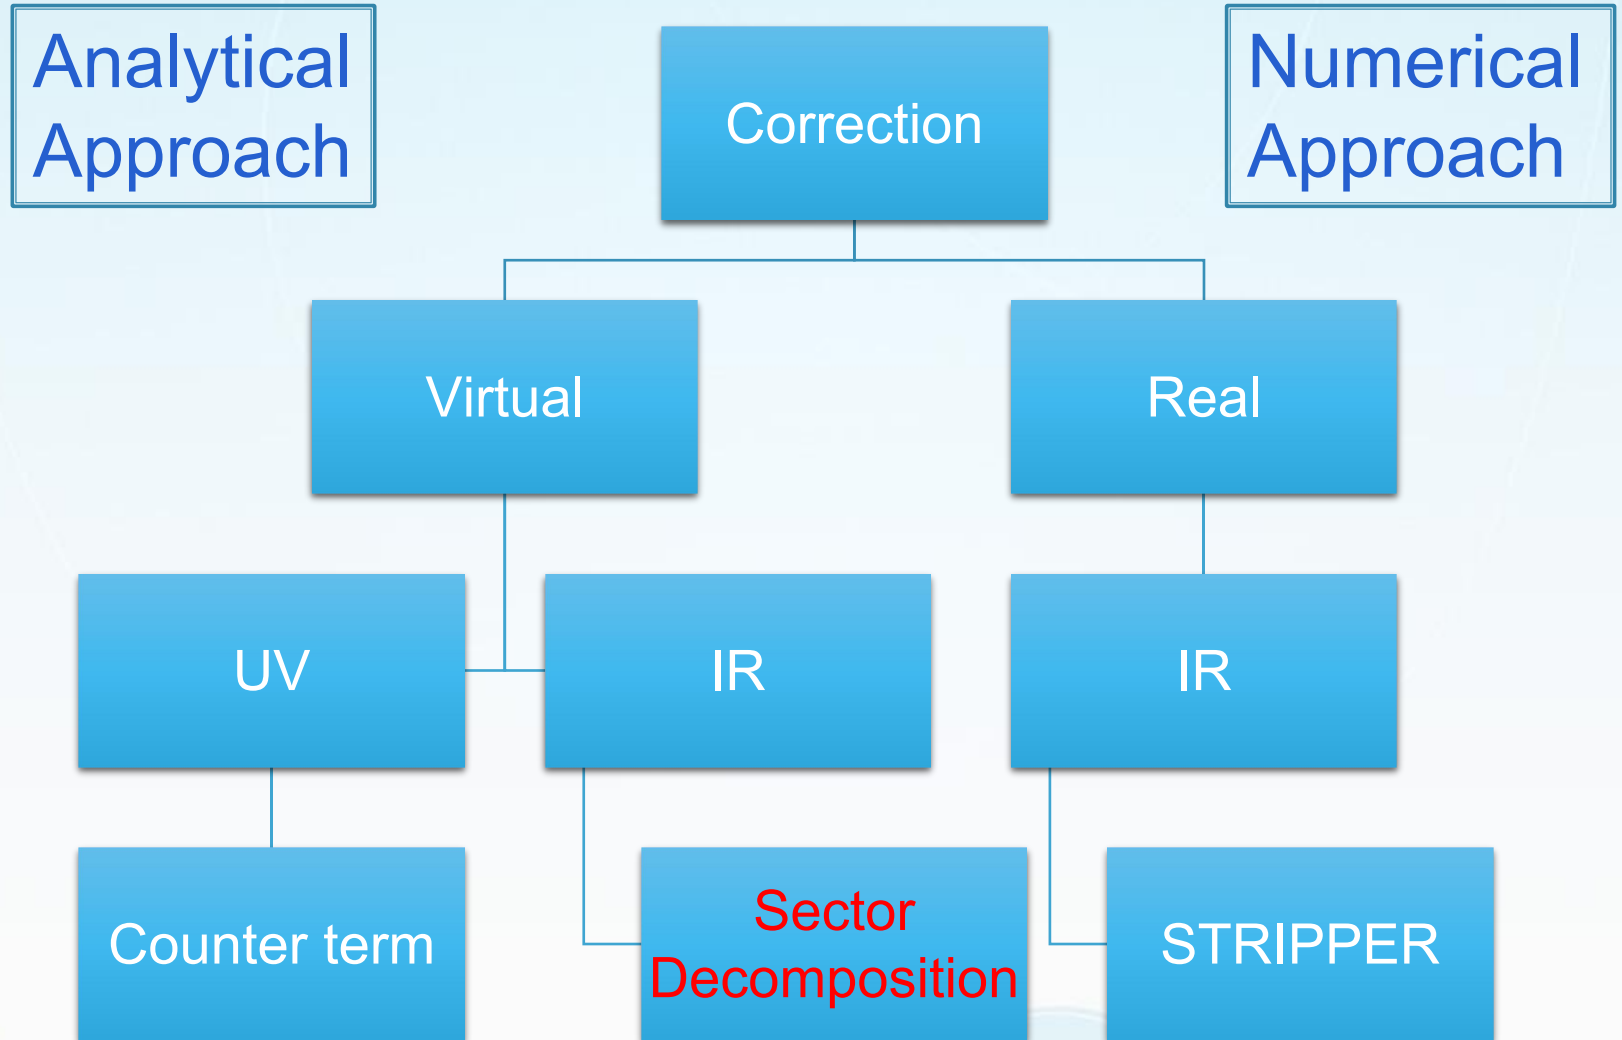 Analytical
Approach
Correction
Numerical
Approach
Virtual
Real
UV
IR
IR
Counter term
Sector
Decomposition
STRIPPER